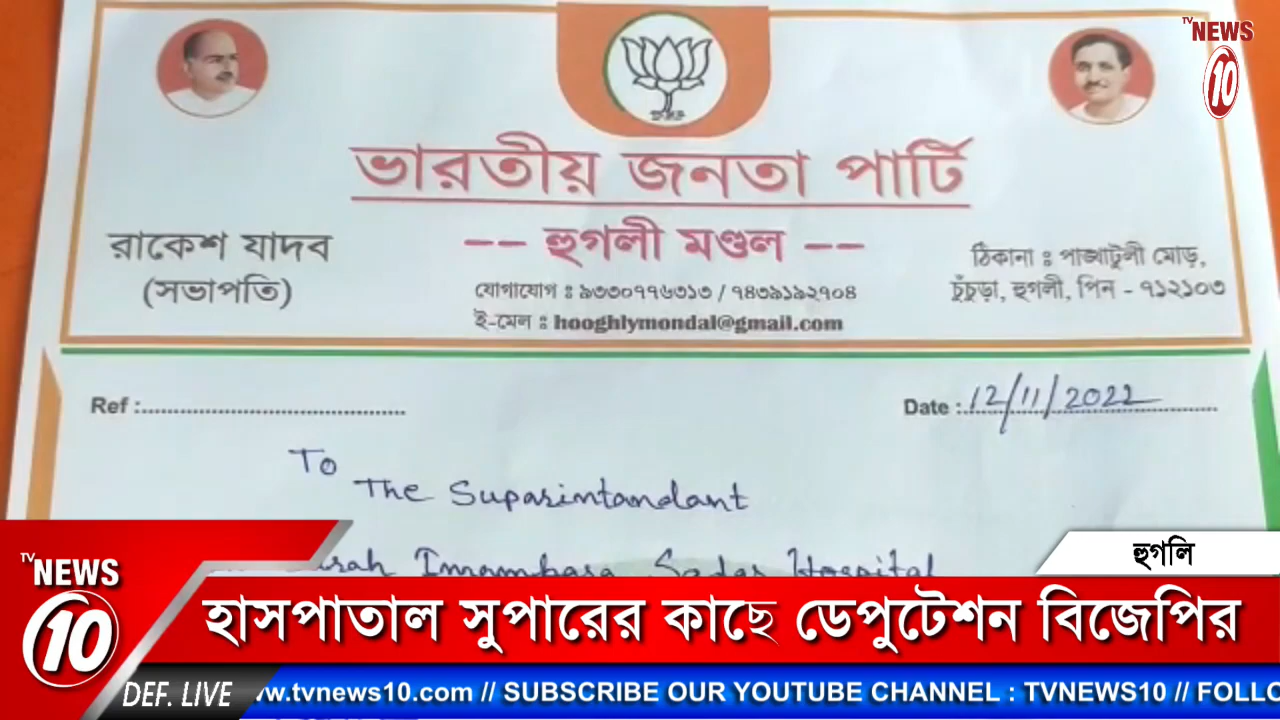 TV NEWS 10
ভারতীয় জনতা পার্টি
-- হুগলী মণ্ডল --
রাকেশ যাদব
(সভাপতি)
যোগাযোগ : ৯৩৩০৭৭৬৩১৩ / ৭৪৩৯১৯২৭০৪
ই-মেল : hooghlymondal@gmail.com
ঠিকানা : পাঙ্খাটুলী মোড়,
চুঁচুড়া, হুগলী, পিন - ৭১২১০৩
Ref :
Date : 12/11/2022
To
The Suparintandant
Imambara Sadar Hospital
হুগলি
TV NEWS 10
হাসপাতাল সুপারের কাছে ডেপুটেশন বিজেপির
DEF. LIVE
w.tvnews10.com // SUBSCRIBE OUR YOUTUBE CHANNEL : TVNEWS10 // FOLLO